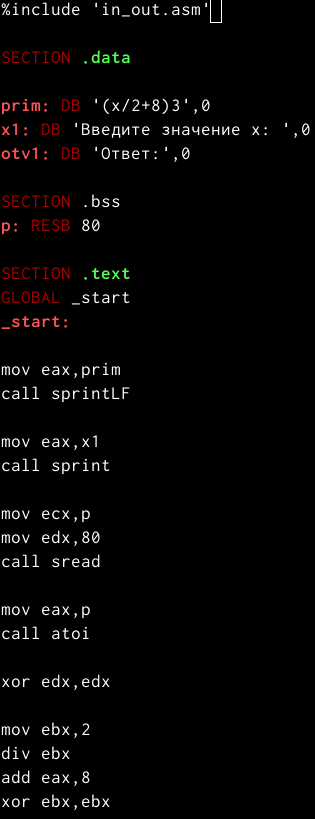 %include 'in_out.asm'
SECTION .data
prim: DB '(x/2+8)3',0
x1: DB 'Введите значение x: ',0
otv1: DB 'Ответ:',0
SECTION .bss
p: RESB 80
SECTION .text
GLOBAL _start
_start:
mov eax,prim
call sprintLF
mov eax,x1
call sprint
mov ecx,p
mov edx,80
call sread
mov eax,p
call atoi
xor edx,edx
mov ebx,2
div ebx
add eax,8
xor ebx,ebx